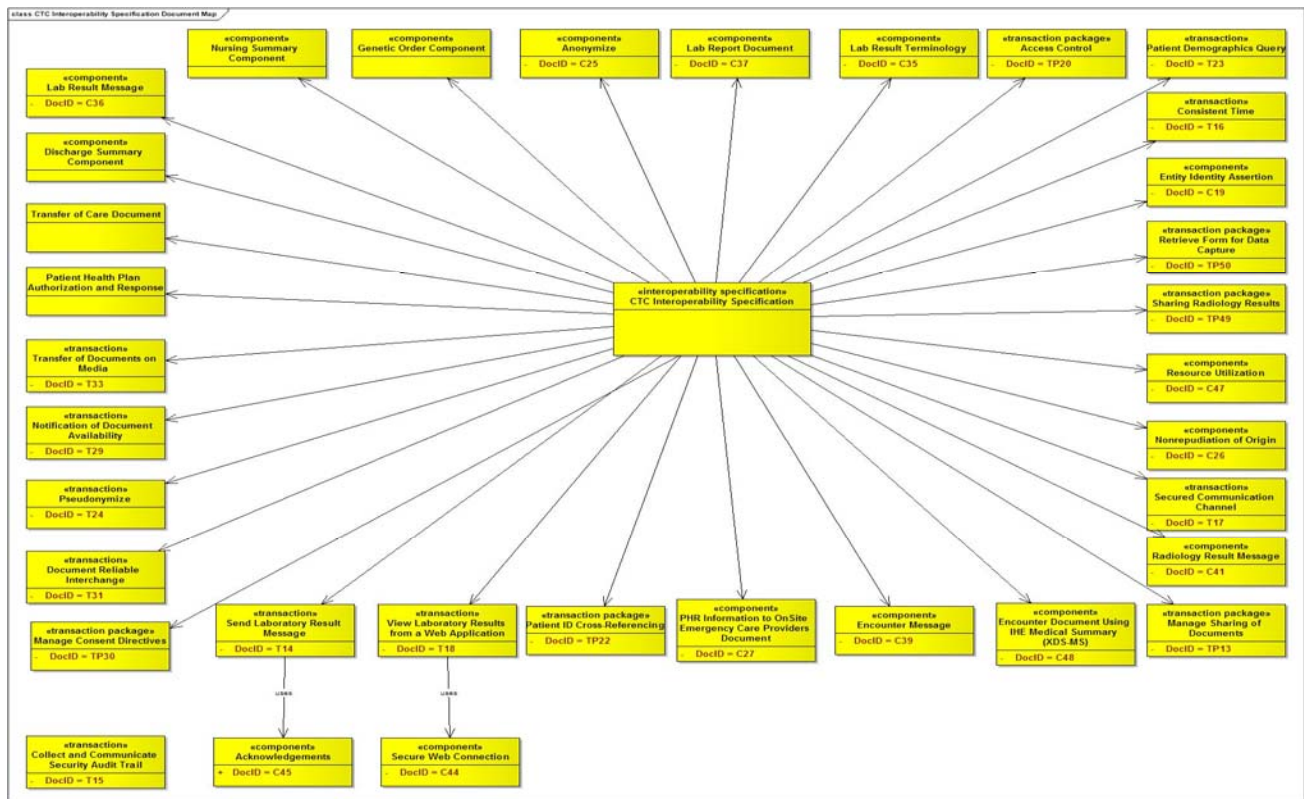 class CTC Interoperability Specification Document Map
«component»
Nursing Summary
Component
«component»
Genetic Order Component
«component»
Anonymize
- DocID = C25
«component»
Lab Report Document
- DocID = C37
«component»
Lab Result Terminology
- DocID = C35
«transaction package»
Access Control
- DocID = TP20
«transaction»
Patient Demographics Query
- DocID = T23
«component»
Lab Result Message
- DocID = C36
«transaction»
Consistent Time
- DocID = T16
«component»
Discharge Summary
Component
«component»
Entity Identity Assertion
- DocID = C19
Transfer of Care Document
«transaction package»
Retrieve Form for Data
Capture
- DocID = TP50
Patient Health Plan
Authorization and Response
«interoperability specification»
CTC Interoperability Specification
«transaction package»
Sharing Radiology Results
- DocID = TP49
«transaction»
Transfer of Documents on
Media
- DocID = T33
«component»
Resource Utilization
- DocID = C47
«transaction»
Notification of Document
Availability
- DocID = T29
«component»
Nonrepudiation of Origin
- DocID = C26
«transaction»
Pseudonymize
- DocID = T24
«transaction»
Secured Communication
Channel
- DocID = T17
«transaction»
Document Reliable
Interchange
- DocID = T31
«component»
Radiology Result Message
- DocID = C41
«transaction package»
Manage Consent Directives
- DocID = TP30
«transaction»
Send Laboratory Result
Message
- DocID = T14
«transaction»
View Laboratory Results
from a Web Application
- DocID = T18
«transaction package»
Patient ID Cross-Referencing
- DocID = TP22
«component»
PHR Information to OnSite
Emergency Care Providers
Document
- DocID = C27
«component»
Encounter Message
- DocID = C39
«component»
Encounter Document Using
IHE Medical Summary
(XDS-MS)
- DocID = C48
«transaction package»
Manage Sharing of
Documents
- DocID = TP13
uses
uses
«transaction»
Collect and Communicate
Security Audit Trail
- DocID = T15
«component»
Acknowledgements
+ DocID = C45
«component»
Secure Web Connection
- DocID = C44